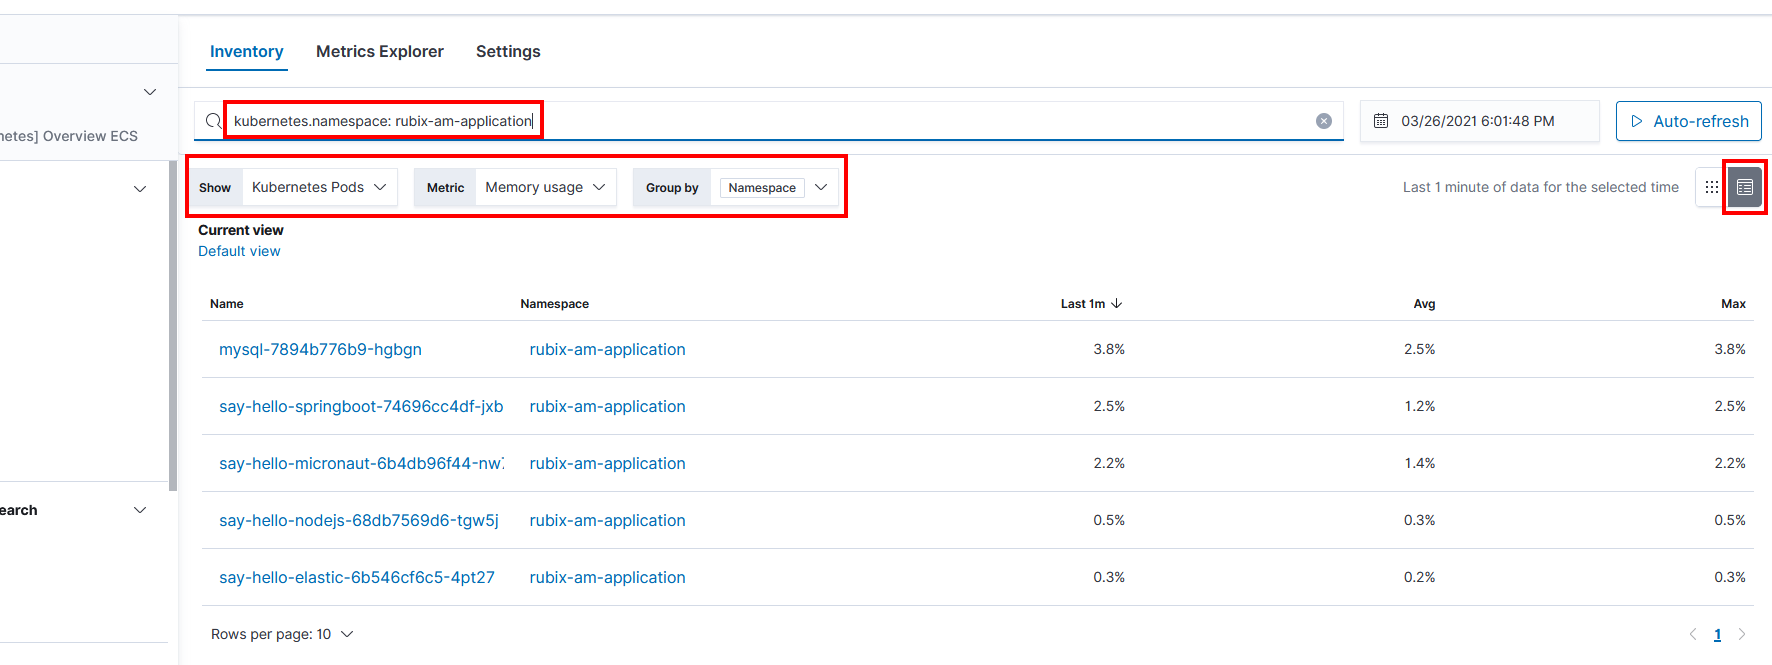 Inventory Metrics Explorer Settings
kubernetes.namespace: rubix-am-application
03/26/2021 6:01:48 PM
Auto-refresh
netes] Overview ECS
Show Kubernetes Pods Metric Memory usage Group by Namespace
Last 1 minute of data for the selected time
Current view
Default view
Name Namespace Last 1m Avg Max
mysql-7894b776b9-hgbgn rubix-am-application 3.8% 2.5% 3.8%
say-hello-springboot-74696cc4df-jxb rubix-am-application 2.5% 1.2% 2.5%
say-hello-micronaut-6b4db96f44-nw7 rubix-am-application 2.2% 1.4% 2.2%
earch
say-hello-nodejs-68db7569d6-tgw5j rubix-am-application 0.5% 0.3% 0.5%
say-hello-elastic-6b546cf6c5-4pt27 rubix-am-application 0.3% 0.2% 0.3%
Rows per page: 10
1